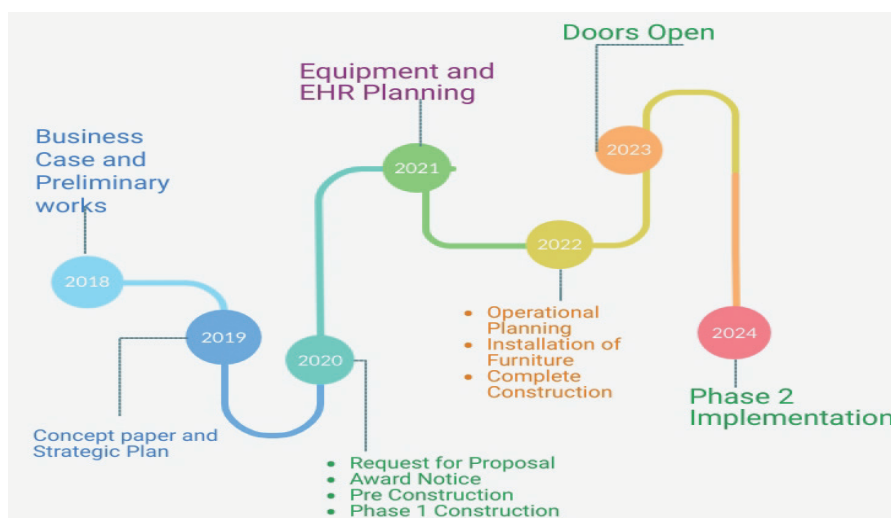 Business
Case and
Preliminary
works
2018
2019
Concept paper and
Strategic Plan
2020
Request for Proposal
Award Notice
Pre Construction
Phase 1 Construction
Equipment and
EHR Planning
2021
2022
Operational
Planning
Installation of
Furniture
Complete
Construction
Doors Open
2023
2024
Phase 2
Implementation